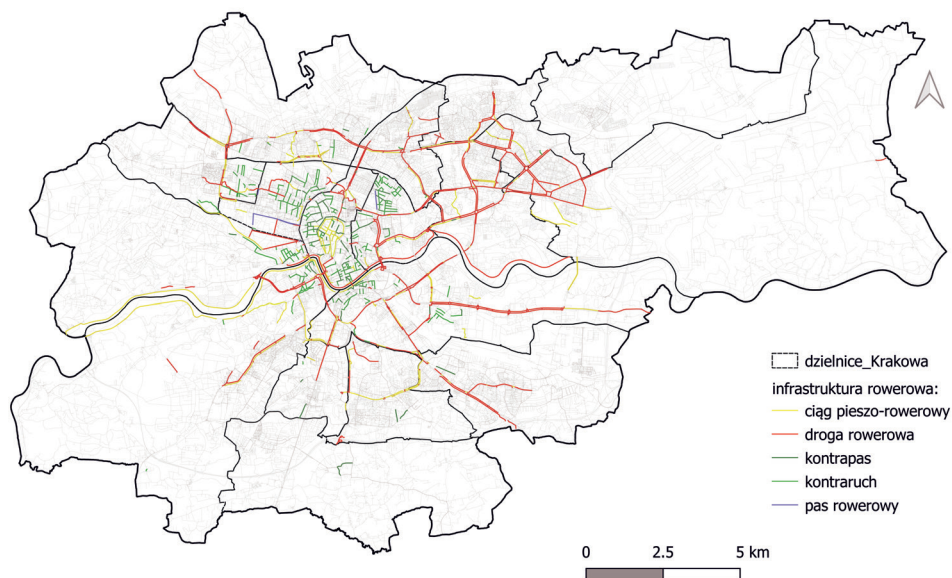 dzielnice_Krakowa
infrastruktura rowerowa:
ciąg pieszo-rowerowy
droga rowerowa
kontrapas
kontraruch
pas rowerowy
0 2.5 5 km